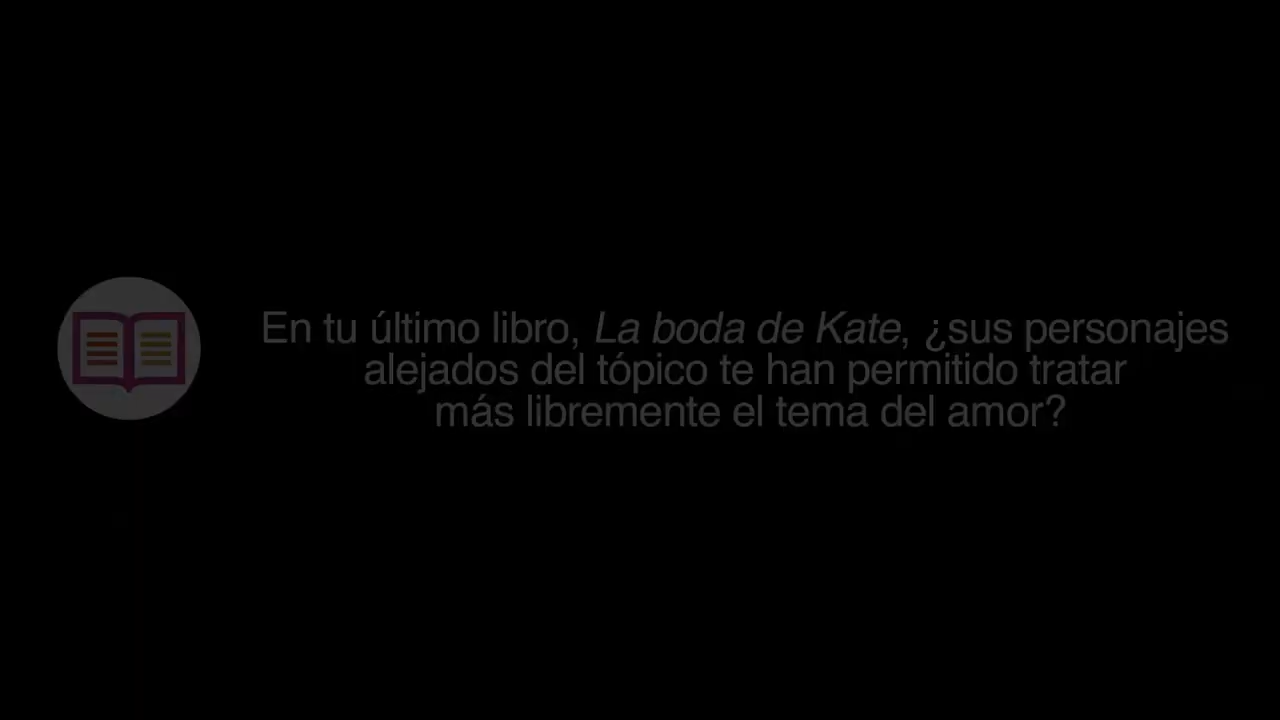 En tu último libro, La boda de Kate, ¿sus personajes
alejados del tópico te han permitido tratar
más libremente el tema del amor?